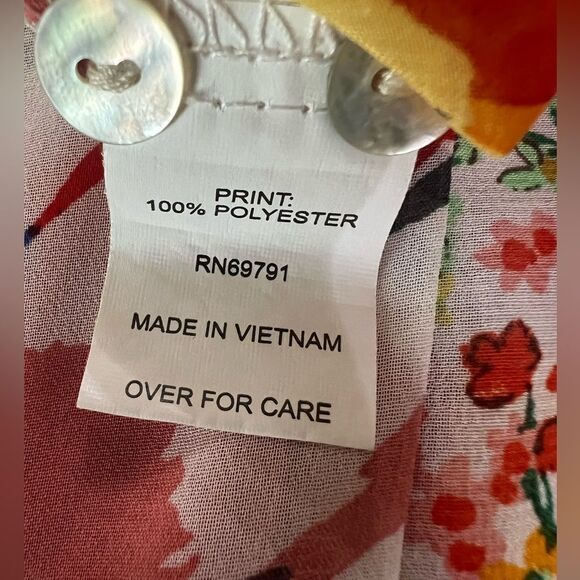 PRINT:
100% POLYESTER
RN69791
MADE IN VIETNAM
OVER FOR CARE